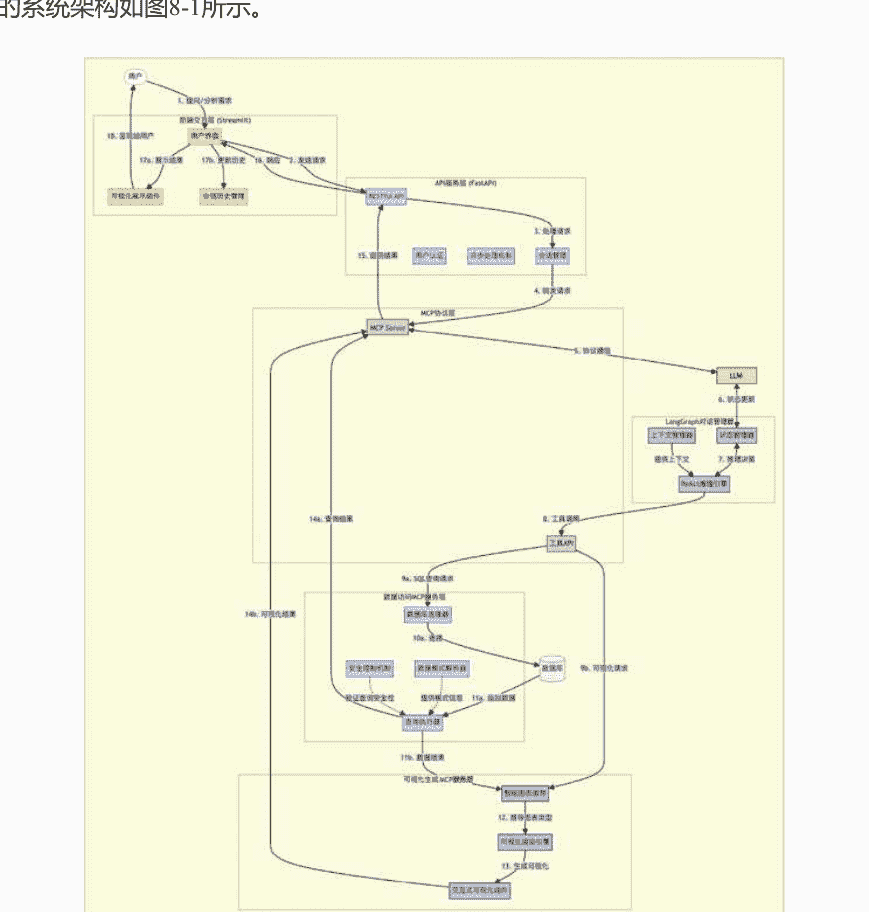 的系统架构如图8-1所示。
用户
1. 提问/分析需求
前端交互层 (Streamlit)
用户界面
18. 呈现给用户
17a. 展示结果
17b. 更新历史
16. 响应
2. 发送请求
可视化展示组件
会话历史管理
API服务层 (FastAPI)
RESTful API
3. 处理请求
15. 返回结果
用户认证
异步处理机制
会话管理
4. 转发请求
MCP协议层
MCP Server
5. 协议通信
LLM
6. 状态更新
LangGraph对话管理器
上下文管理器
状态管理器
提供上下文
7. 推理决策
ReAct推理引擎
14a. 查询结果
8. 工具调用
工具API
9a. SQL查询请求
数据访问MCP服务层
14b. 可视化结果
数据库连接器
10a. 连接
安全控制机制
数据模式解析器
数据库
9b. 可视化请求
验证查询安全性
提供模式信息
11a. 返回数据
查询执行器
11b. 数据结果
可视化生成MCP服务层
智能图表推荐
12. 推荐图表类型
可视化渲染引擎
13. 生成可视化
交互式可视化组件